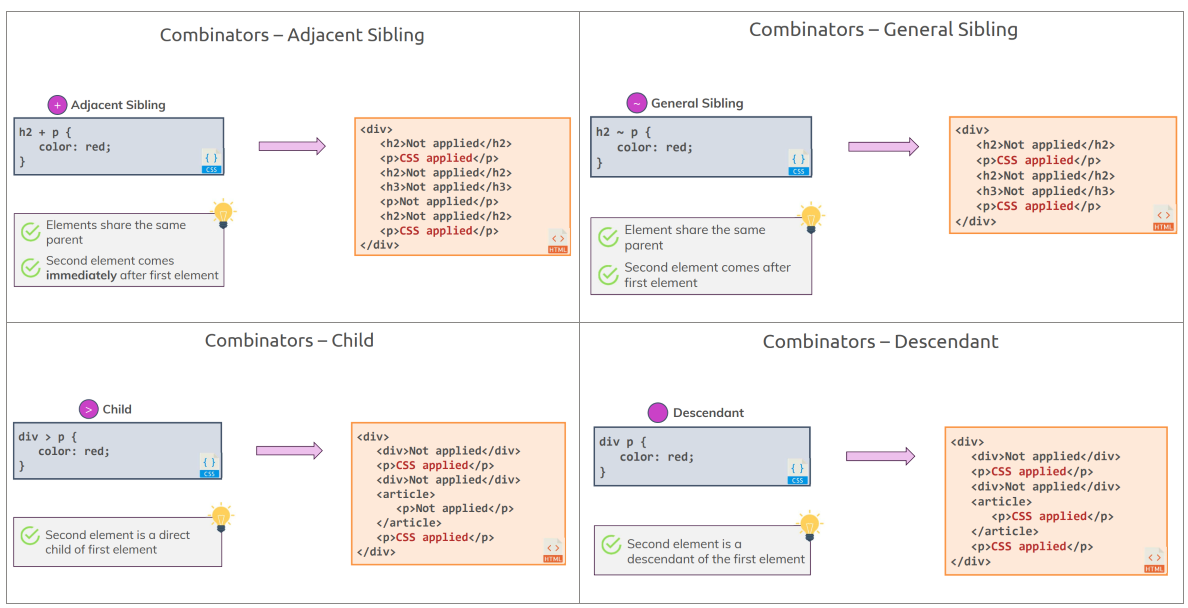 Combinators – Adjacent Sibling
+ Adjacent Sibling
h2 + p {
color: red;
}
{ }
CSS
Elements share the same
parent
Second element comes
immediately after first element
<div>
<h2>Not applied</h2>
<p>CSS applied</p>
<h2>Not applied</h2>
<h3>Not applied</h3>
<p>Not applied</p>
<h2>Not applied</h2>
<p>CSS applied</p>
</div>
<>
HTML
Combinators – General Sibling
~ General Sibling
h2 ~ p {
color: red;
}
{ }
CSS
Element share the same
parent
Second element comes after
first element
<div>
<h2>Not applied</h2>
<p>CSS applied</p>
<h2>Not applied</h2>
<h3>Not applied</h3>
<p>CSS applied</p>
</div>
<>
HTML
Combinators – Child
> Child
div > p {
color: red;
}
{ }
CSS
Second element is a direct
child of first element
<div>
<div>Not applied</div>
<p>CSS applied</p>
<div>Not applied</div>
<article>
<p>Not applied</p>
</article>
<p>CSS applied</p>
</div>
<>
HTML
Combinators – Descendant
Descendant
div p {
color: red;
}
{ }
CSS
Second element is a
descendant of the first element
<div>
<div>Not applied</div>
<p>CSS applied</p>
<div>Not applied</div>
<article>
<p>CSS applied</p>
</article>
<p>CSS applied</p>
</div>
<>
HTML